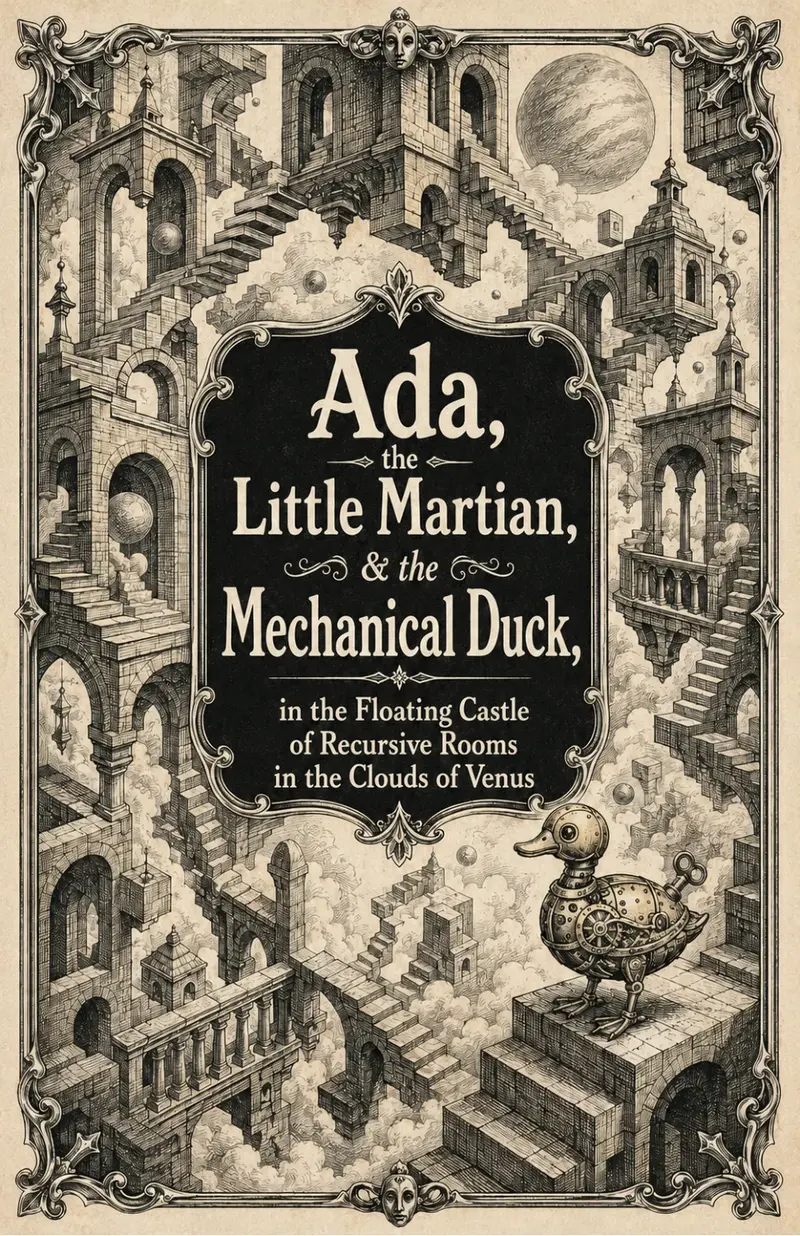 Ada,
the
Little Martian,
& the
Mechanical Duck,
in the Floating Castle
of Recursive Rooms
in the Clouds of Venus